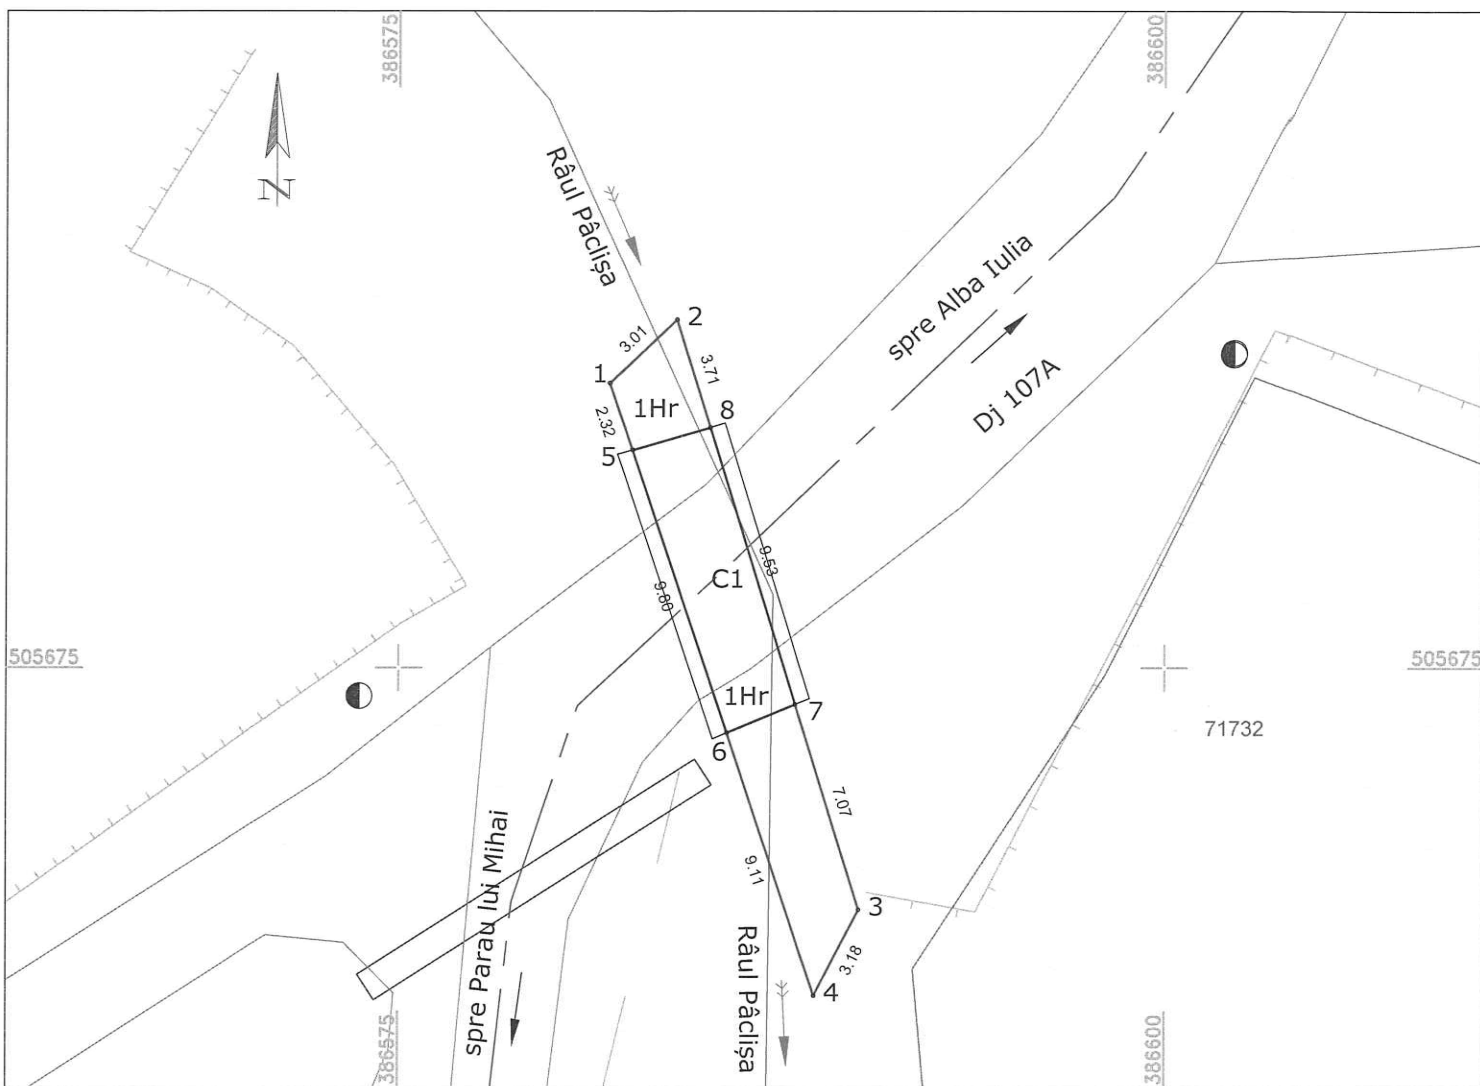 386575
386600
N
Râul Pâclișa
spre Alba Iulia
2
3.01
3.71
1
1Hr
8
Dj 107A
2.32
5
9.53
C1
9.80
505675
505675
1Hr
7
71732
6
7.07
spre Parau lui Mihai
9.11
3
Râul Pâclișa
3.18
4
386575
386600